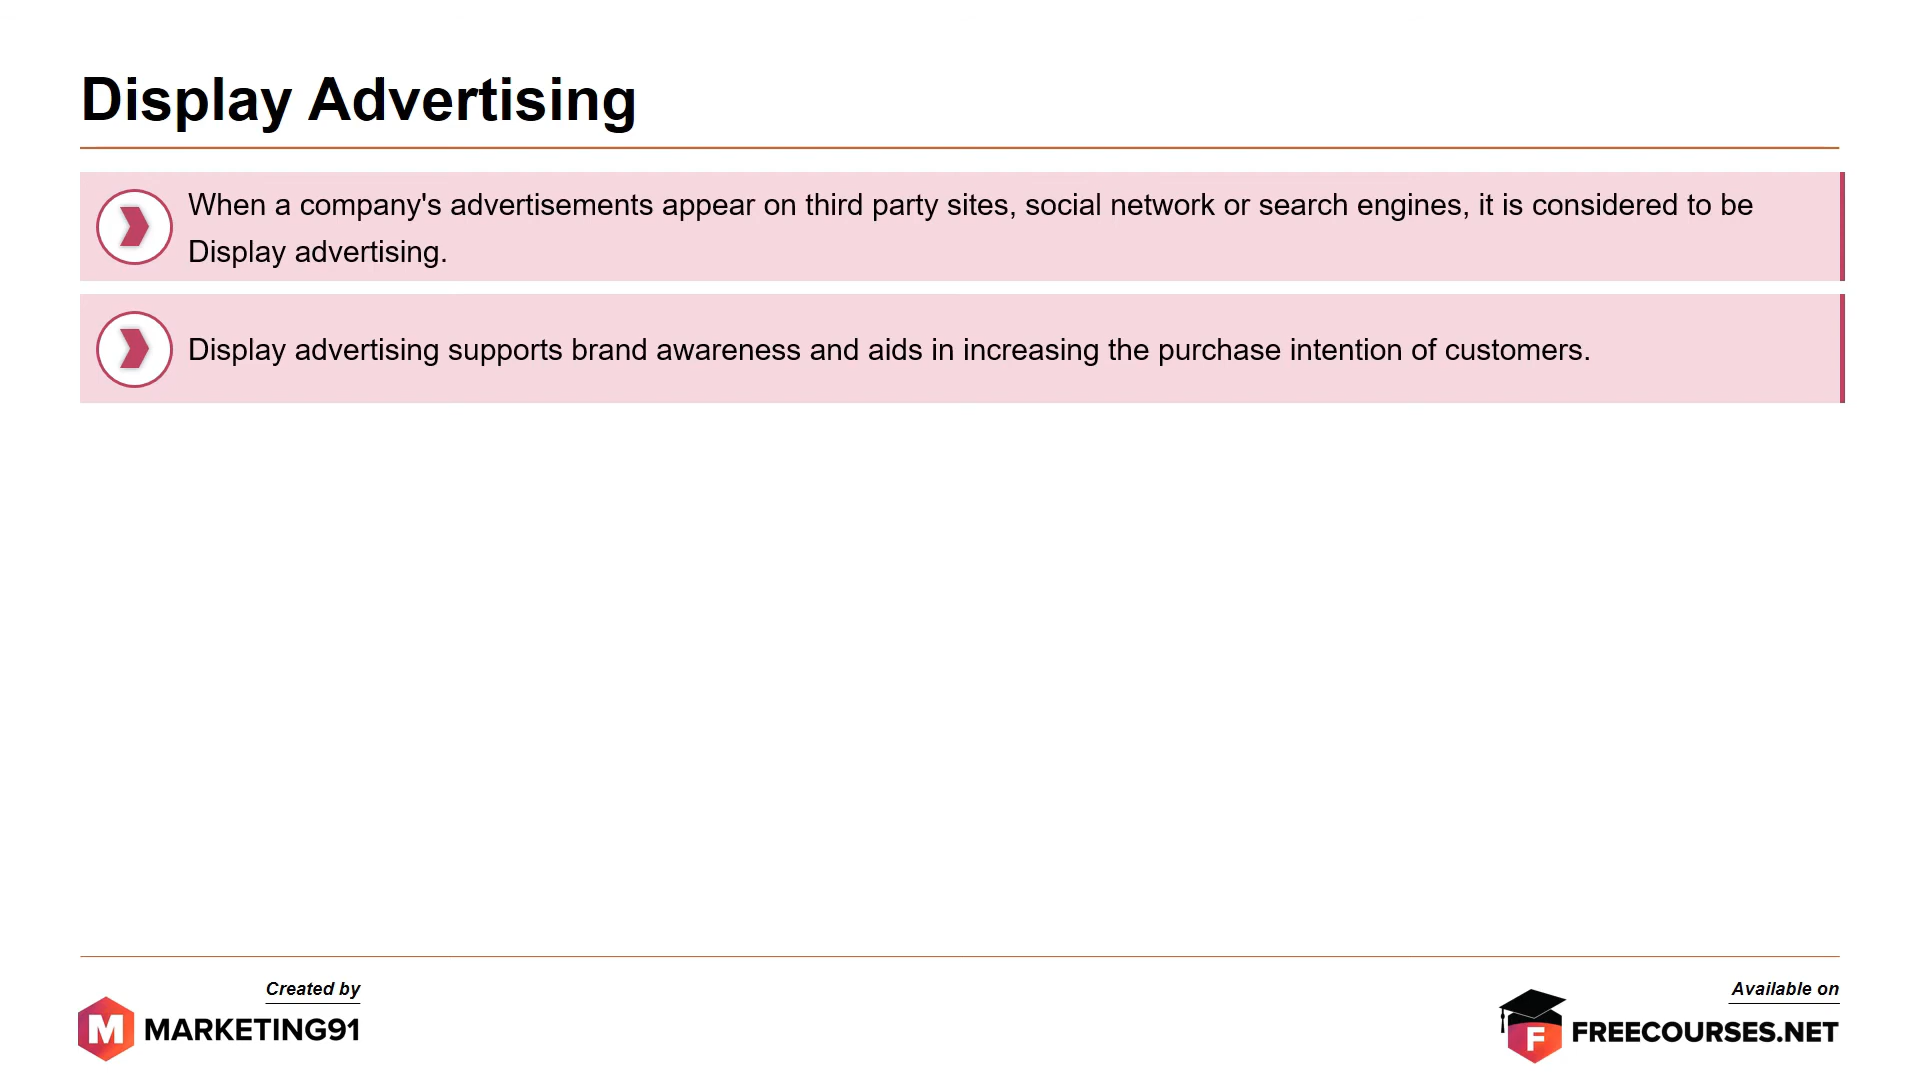 Display Advertising
When a company's advertisements appear on third party sites, social network or search engines, it is considered to be
Display advertising.
Display advertising supports brand awareness and aids in increasing the purchase intention of customers.
Created by
M MARKETING91
Available on
F FREECOURSES.NET